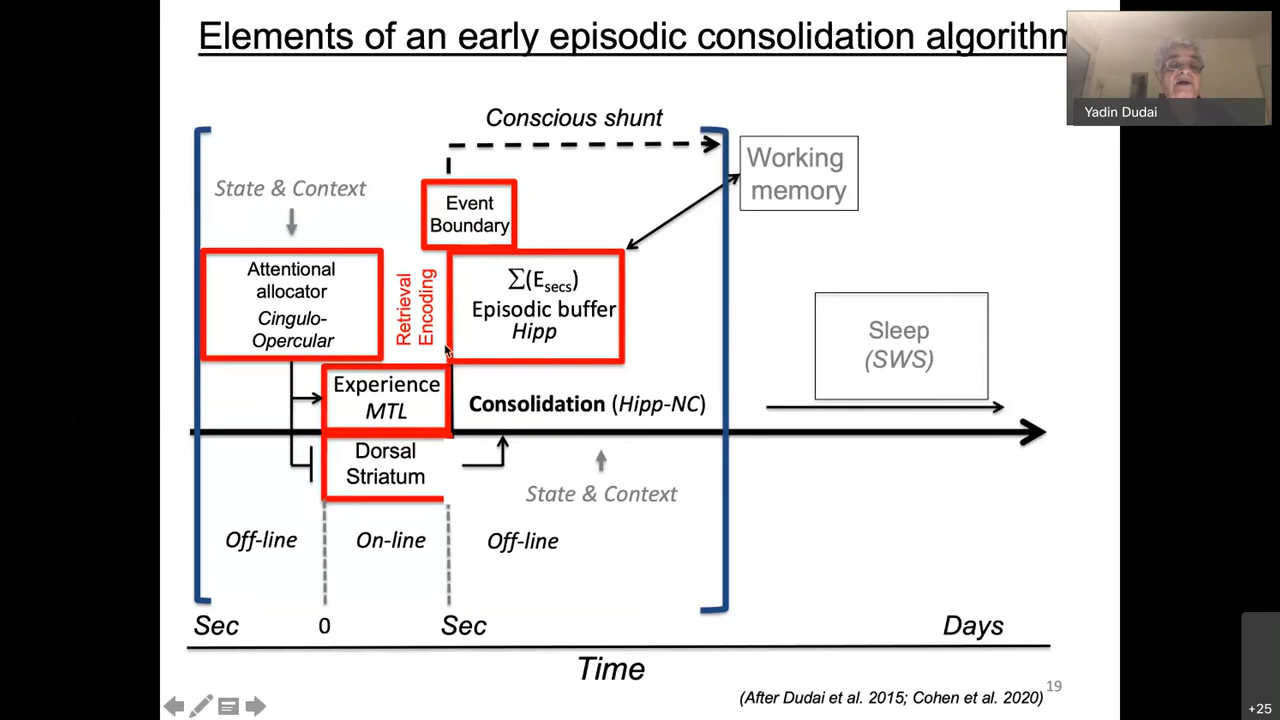 Elements of an early episodic consolidation algorithm
Yadin Dudai
Conscious shunt
Working
memory
State & Context
Event
Boundary
Attentional
allocator
Cingulo-
Opercular
Retrieval
Encoding
∑(Esecs)
Episodic buffer
Hipp
Sleep
(SWS)
Experience
MTL
Consolidation (Hipp-NC)
Dorsal
Striatum
State & Context
Off-line
On-line
Off-line
Sec
0
Sec
Days
Time
(After Dudai et al. 2015; Cohen et al. 2020)
19
+25